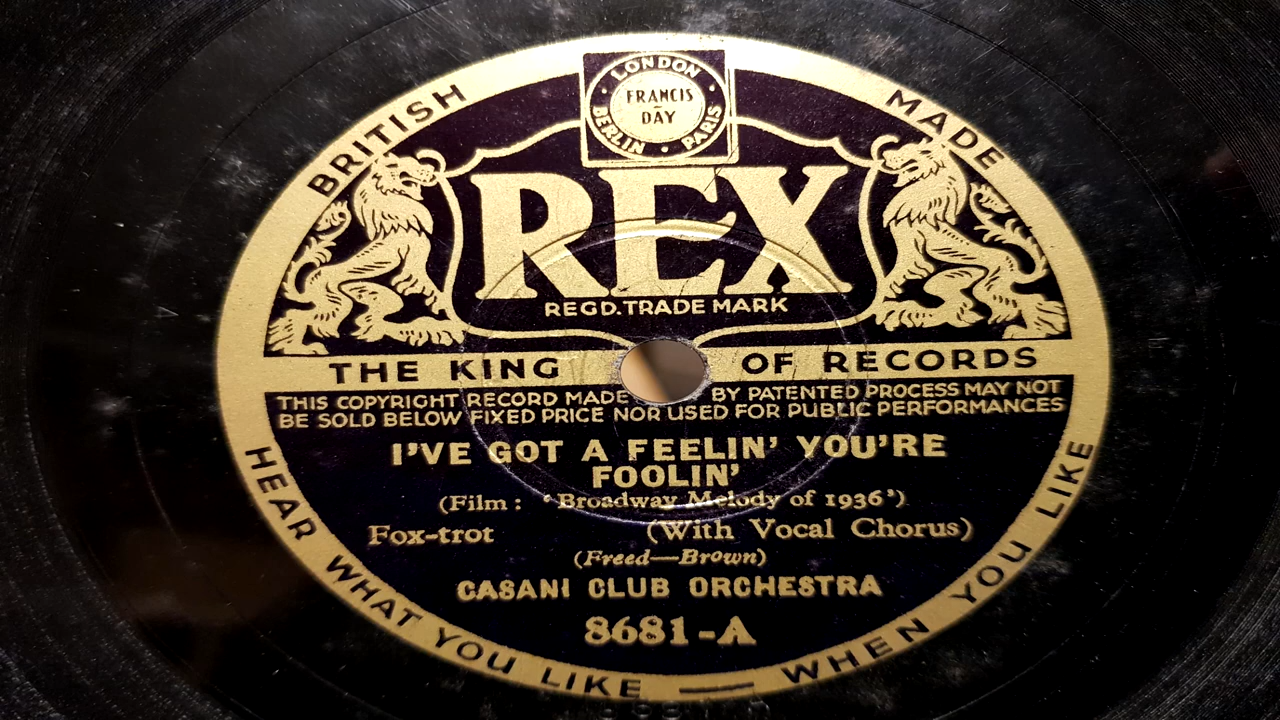 BRITISH MADE
LONDON
FRANCIS
DAY
BERLIN • PARIS
REX
REGD. TRADE MARK
THE KING OF RECORDS
THIS COPYRIGHT RECORD MADE BY PATENTED PROCESS MAY NOT
BE SOLD BELOW FIXED PRICE NOR USED FOR PUBLIC PERFORMANCES
I'VE GOT A FEELIN' YOU'RE
FOOLIN'
(Film : ‘Broadway Melody of 1936’)
Fox-trot (With Vocal Chorus)
(Freed—Brown)
CASANI CLUB ORCHESTRA
8681-A
HEAR WHAT YOU LIKE — WHEN YOU LIKE